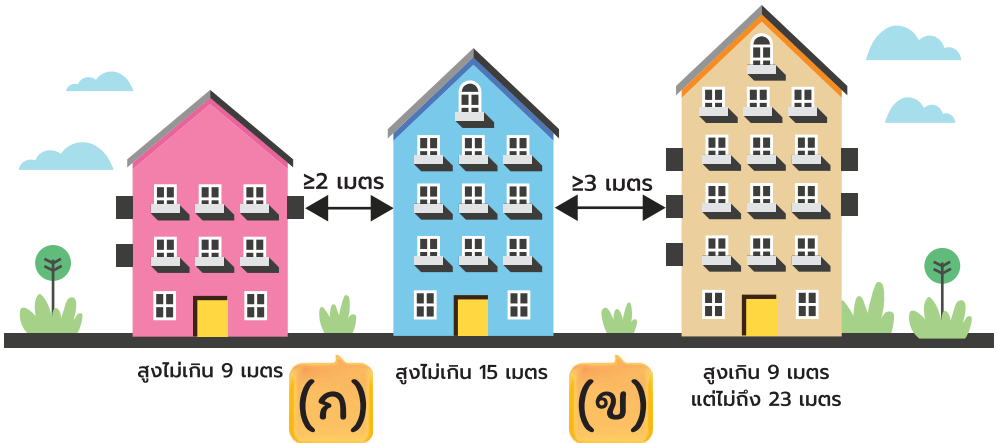 ≥2 เมตร
≥3 เมตร
สูงไม่เกิน 9 เมตร
(ก)
สูงไม่เกิน 15 เมตร
(ข)
สูงเกิน 9 เมตร
แต่ไม่ถึง 23 เมตร